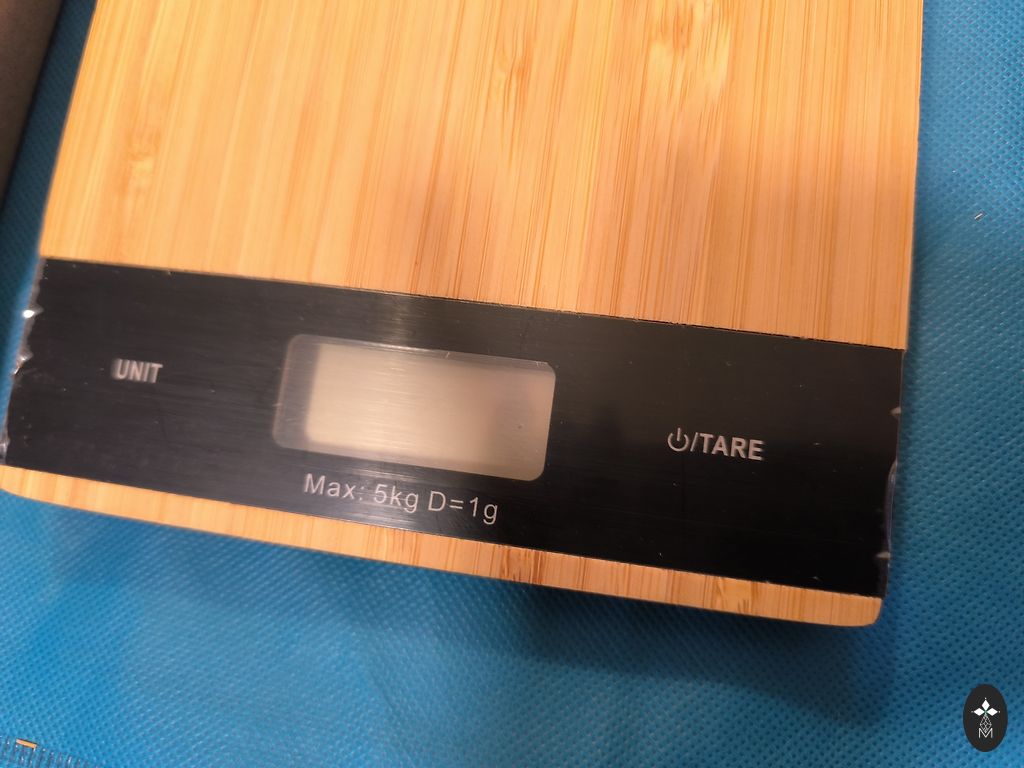 UNIT
⏻/TARE
Max: 5kg D=1g
M